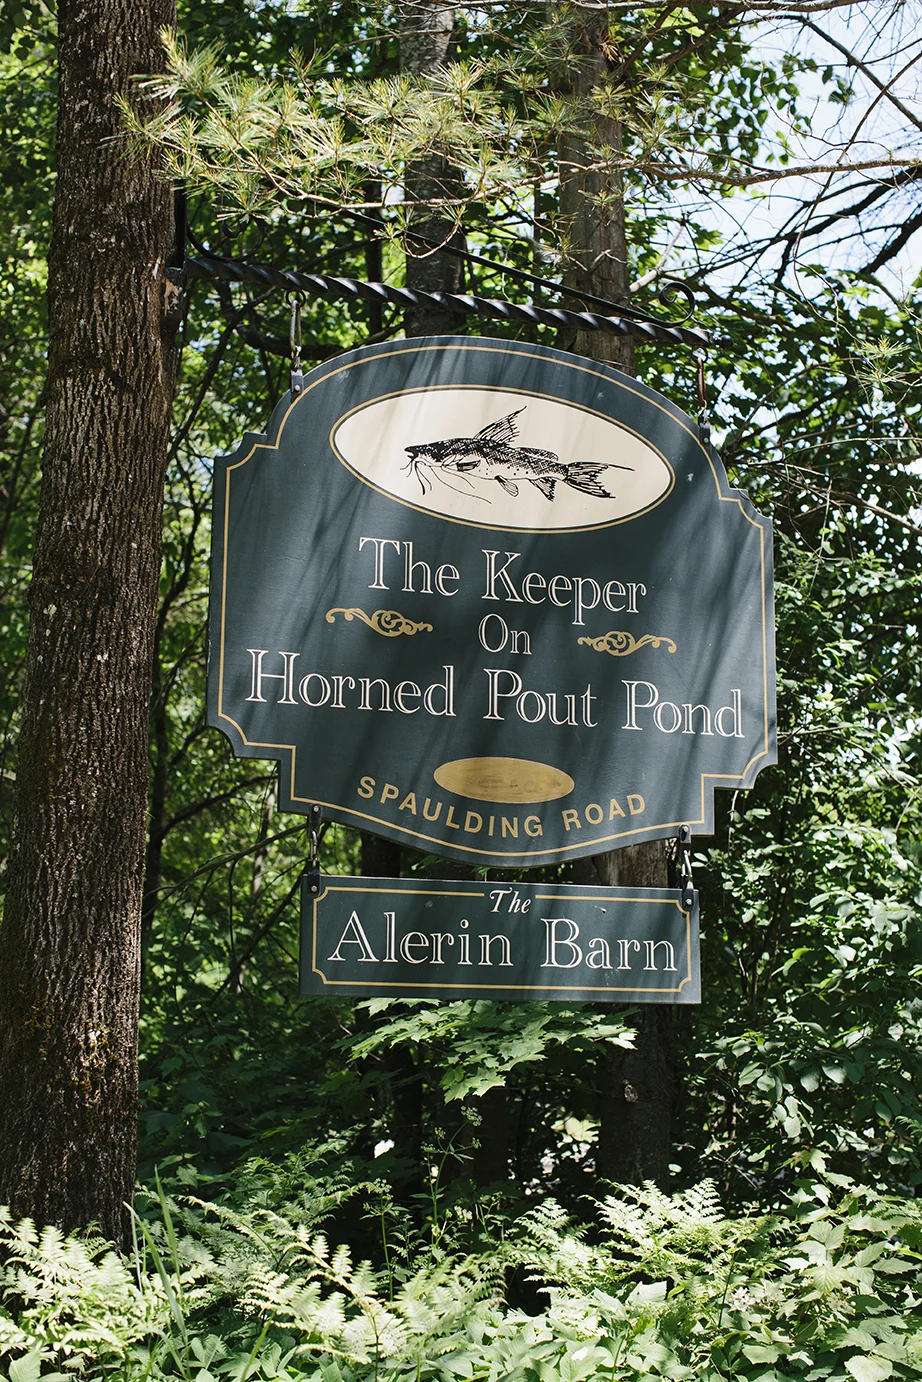 The Keeper
On
Horned Pout Pond
SPAULDING ROAD
The
Alerin Barn